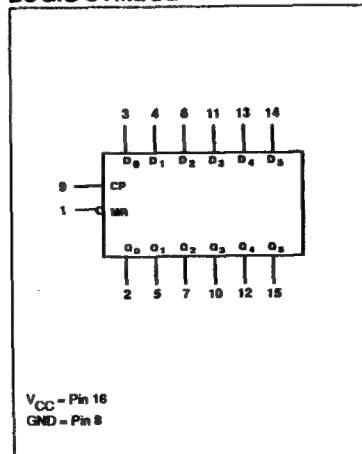 3 4 6 11 13 14
D0 D1 D2 D3 D4 D5
9 CP
1 MR
Q0 Q1 Q2 Q3 Q4 Q5
2 5 7 10 12 15
VCC = Pin 16
GND = Pin 8